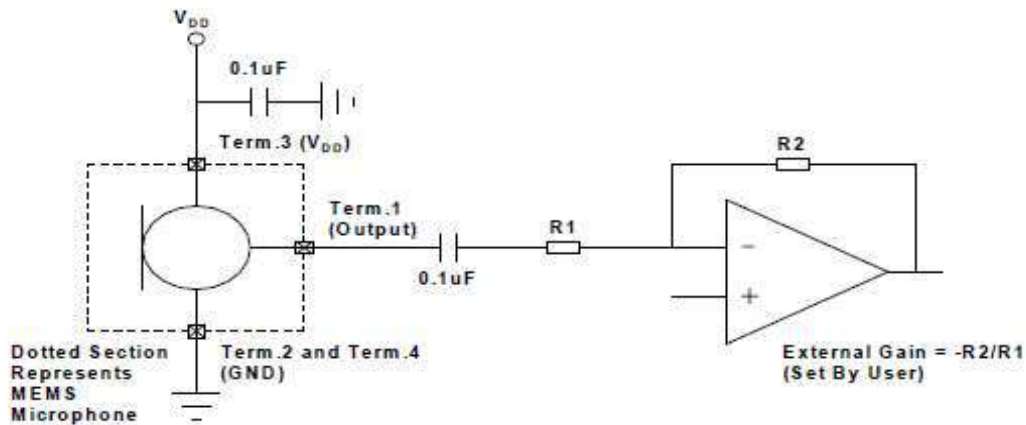 VDD
0.1uF
Term.3 (VDD)
R2
Term.1
(Output)
R1
−
0.1uF
+
Dotted Section
Represents
MEMS
Microphone
Term.2 and Term.4
(GND)
External Gain = -R2/R1
(Set By User)